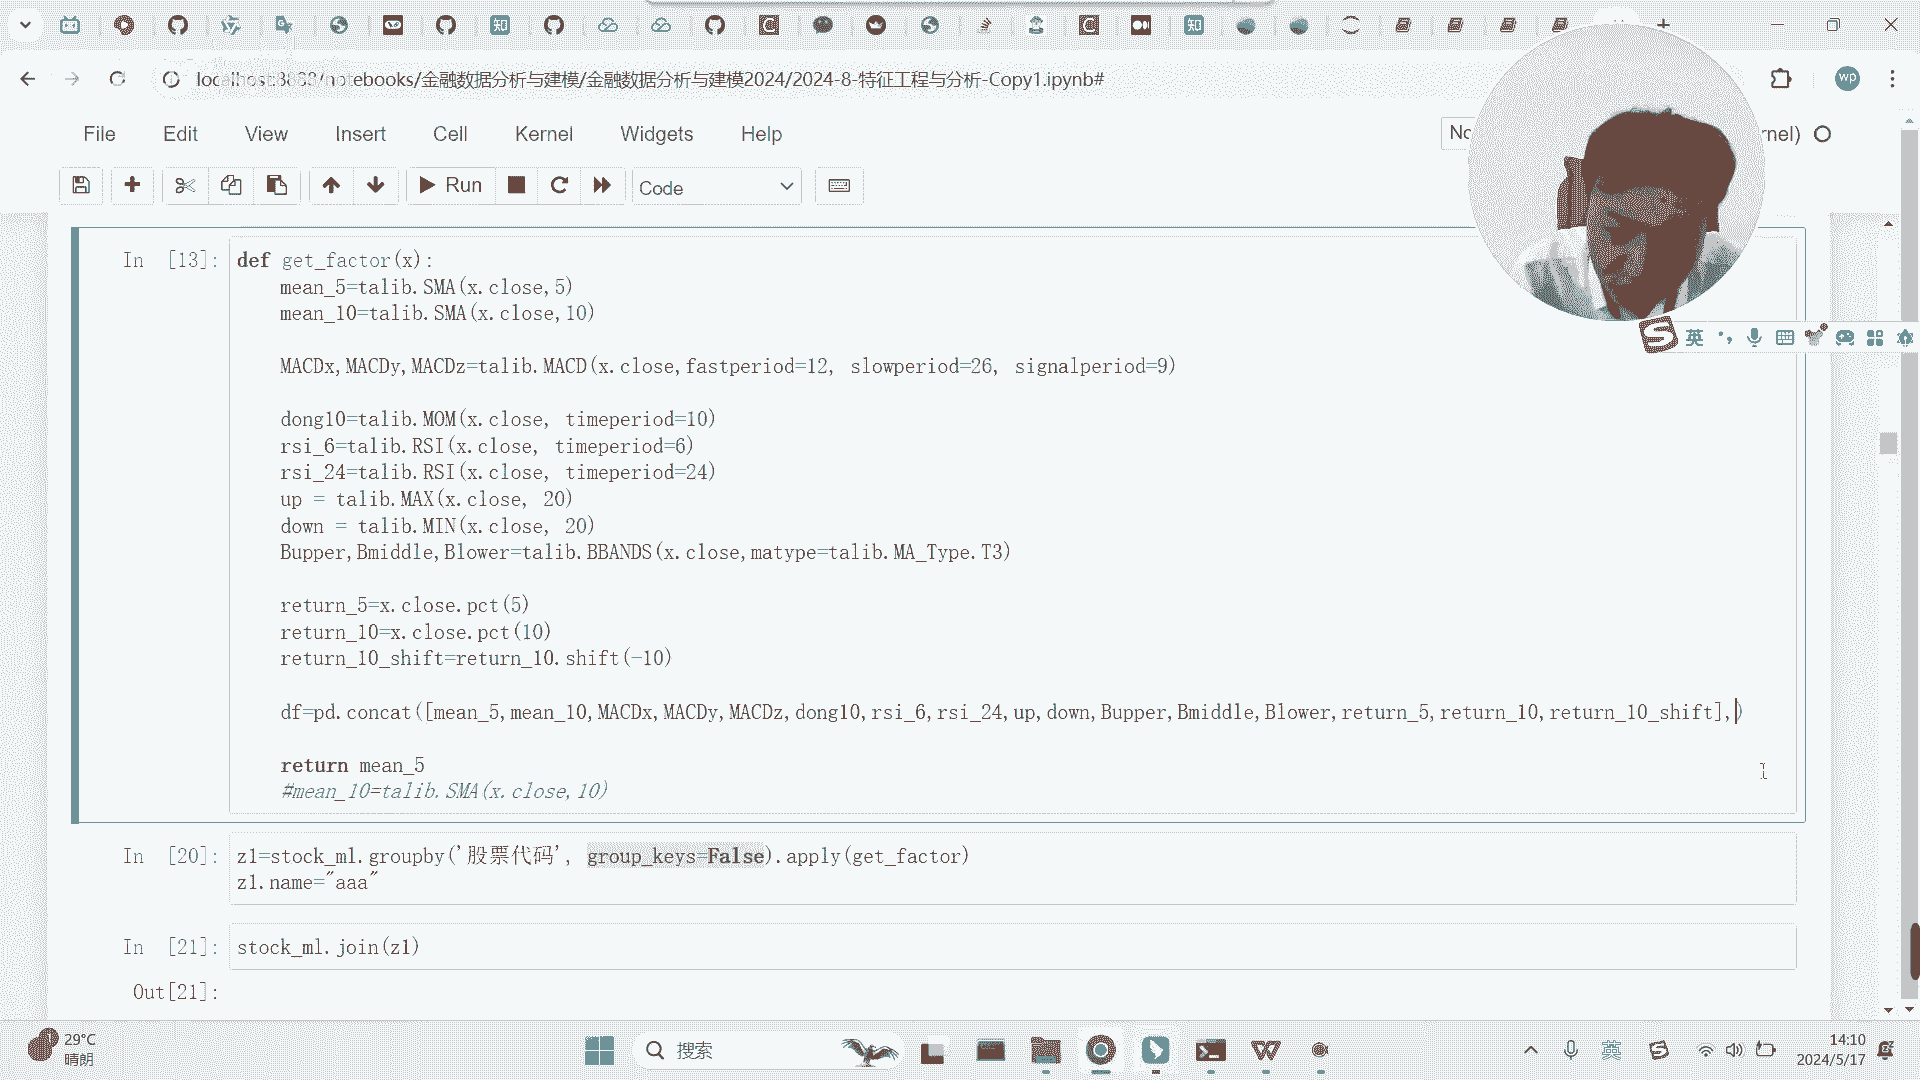 localhost:8888/notebooks/金融数据分析与建模/金融数据分析与建模2024/2024-8-特征工程与分析-Copy1.ipynb#
wp
File Edit View Insert Cell Kernel Widgets Help
Run
Code
英
In [13]: def get_factor(x):
mean_5=talib.SMA(x.close,5)
mean_10=talib.SMA(x.close,10)
MACDx,MACDy,MACDz=talib.MACD(x.close,fastperiod=12, slowperiod=26, signalperiod=9)
dong10=talib.MOM(x.close, timeperiod=10)
rsi_6=talib.RSI(x.close, timeperiod=6)
rsi_24=talib.RSI(x.close, timeperiod=24)
up = talib.MAX(x.close, 20)
down = talib.MIN(x.close, 20)
Bupper,Bmiddle,Blower=talib.BBANDS(x.close,matype=talib.MA_Type.T3)
return_5=x.close.pct(5)
return_10=x.close.pct(10)
return_10_shift=return_10.shift(-10)
df=pd.concat([mean_5,mean_10,MACDx,MACDy,MACDz,dong10,rsi_6,rsi_24,up,down,Bupper,Bmiddle,Blower,return_5,return_10,return_10_shift],)
return mean_5
#mean_10=talib.SMA(x.close,10)
In [20]: z1=stock_ml.groupby('股票代码', group_keys=False).apply(get_factor)
z1.name="aaa"
In [21]: stock_ml.join(z1)
Out[21]:
29°C
晴朗
搜索
英
14:10
2024/5/17